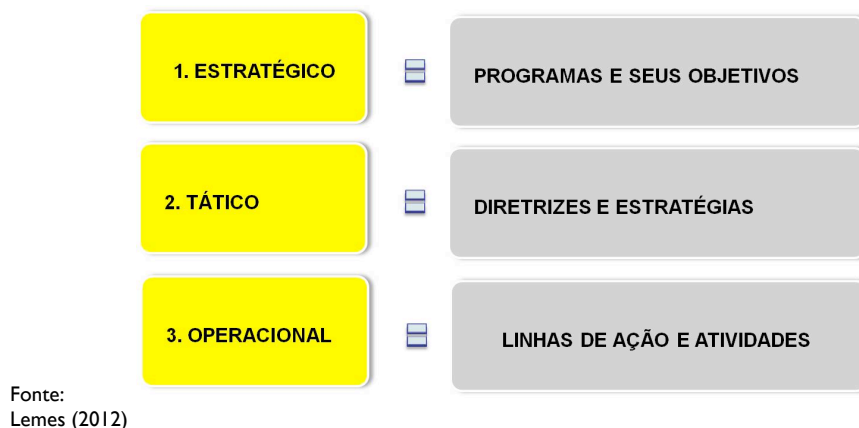 1. ESTRATÉGICO
PROGRAMAS E SEUS OBJETIVOS
2. TÁTICO
DIRETRIZES E ESTRATÉGIAS
3. OPERACIONAL
LINHAS DE AÇÃO E ATIVIDADES
Fonte:
Lemes (2012)